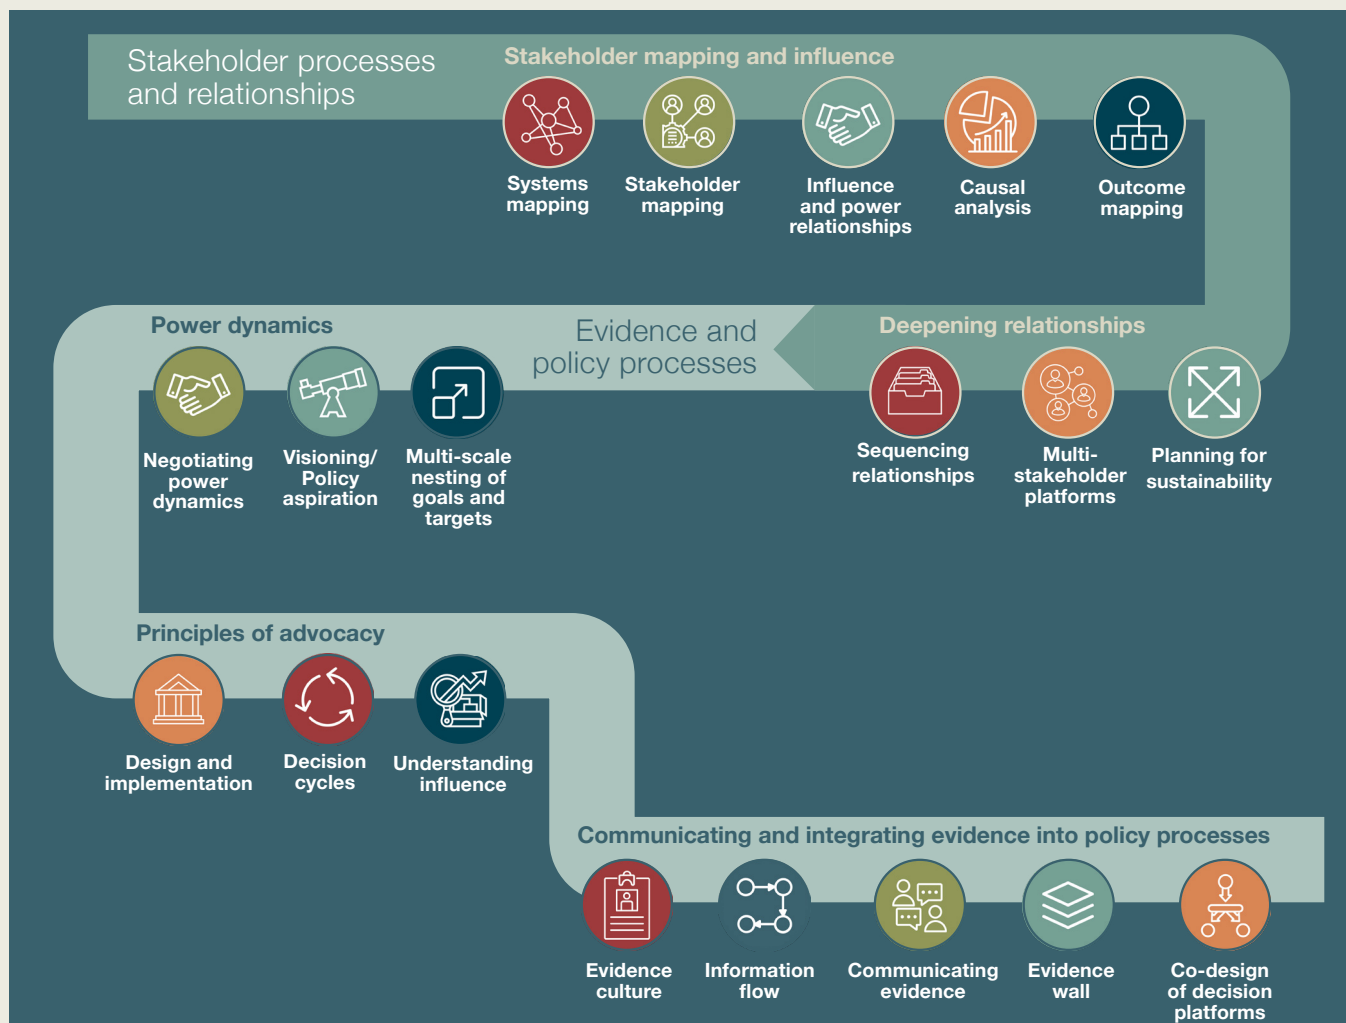 Stakeholder processes
and relationships
Stakeholder mapping and influence
Systems
mapping
Stakeholder
mapping
Influence
and power
relationships
Causal
analysis
Outcome
mapping
Deepening relationships
Planning for
sustainability
Multi-
stakeholder
platforms
Sequencing
relationships
Evidence and
policy processes
Power dynamics
Negotiating
power
dynamics
Visioning/
Policy
aspiration
Multi-scale
nesting of
goals and
targets
Principles of advocacy
Design and
implementation
Decision
cycles
Understanding
influence
Communicating and integrating evidence into policy processes
Evidence
culture
Information
flow
Communicating
evidence
Evidence
wall
Co-design
of decision
platforms